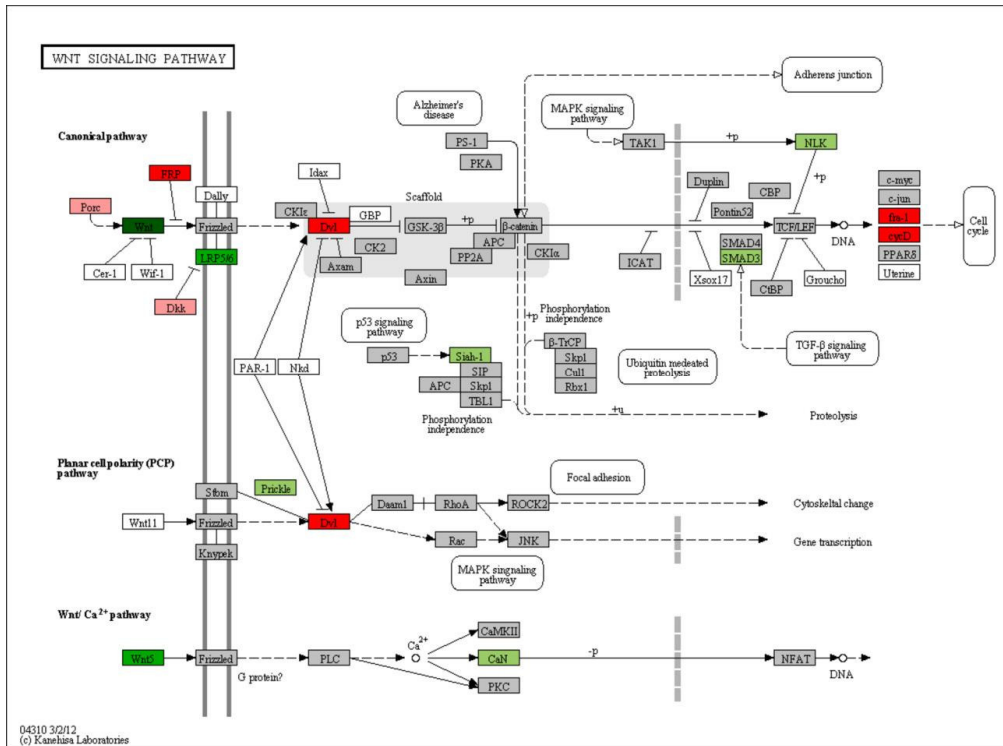 WNT SIGNALING PATHWAY
Canonical pathway
Alzheimer's
disease
MAPK signaling
pathway
Adherens junction
PS-1
PKA
TAK1
+p
NLK
FRP
Idax
Porc
Dally
Scaffold
CKIε
GBP
Duplin
CBP
+p
c-myc
c-jun
Pontin52
Wnt
Frizzled
Dvl
GSK-3β
+p
β-catenin
TCF/LEF
DNA
fra-1
cycD
Cell
cycle
CK2
APC
PP2A
CKIα
SMAD4
SMAD3
PPARδ
Uterine
LRP5/6
Cer-1
Wif-1
Axam
Axin
ICAT
Xsox17
CtBP
Groucho
Dkk
p53 signaling
pathway
+p
Phosphorylation
independence
TGF-β signaling
pathway
p53
Siah-1
SIP
APC
Skp1
TBL1
β-TrCP
Skp1
Cul1
Rbx1
Ubiquitin medeated
proteolysis
PAR-1
Nkd
Phosphorylation
independence
+u
Proteolysis
Planar cell polarity (PCP)
pathway
Focal adhesion
Stbm
Prickle
Daam1
RhoA
ROCK2
Cytoskeltal change
Wnt11
Frizzled
Dvl
Rac
JNK
Gene transcription
Knypek
MAPK singnaling
pathway
Wnt/ Ca2+ pathway
CaMKII
Ca2+
Wnt5
Frizzled
PLC
CaN
-p
NFAT
DNA
G protein?
PKC
04310 3/2/12
(c) Kanehisa Laboratories